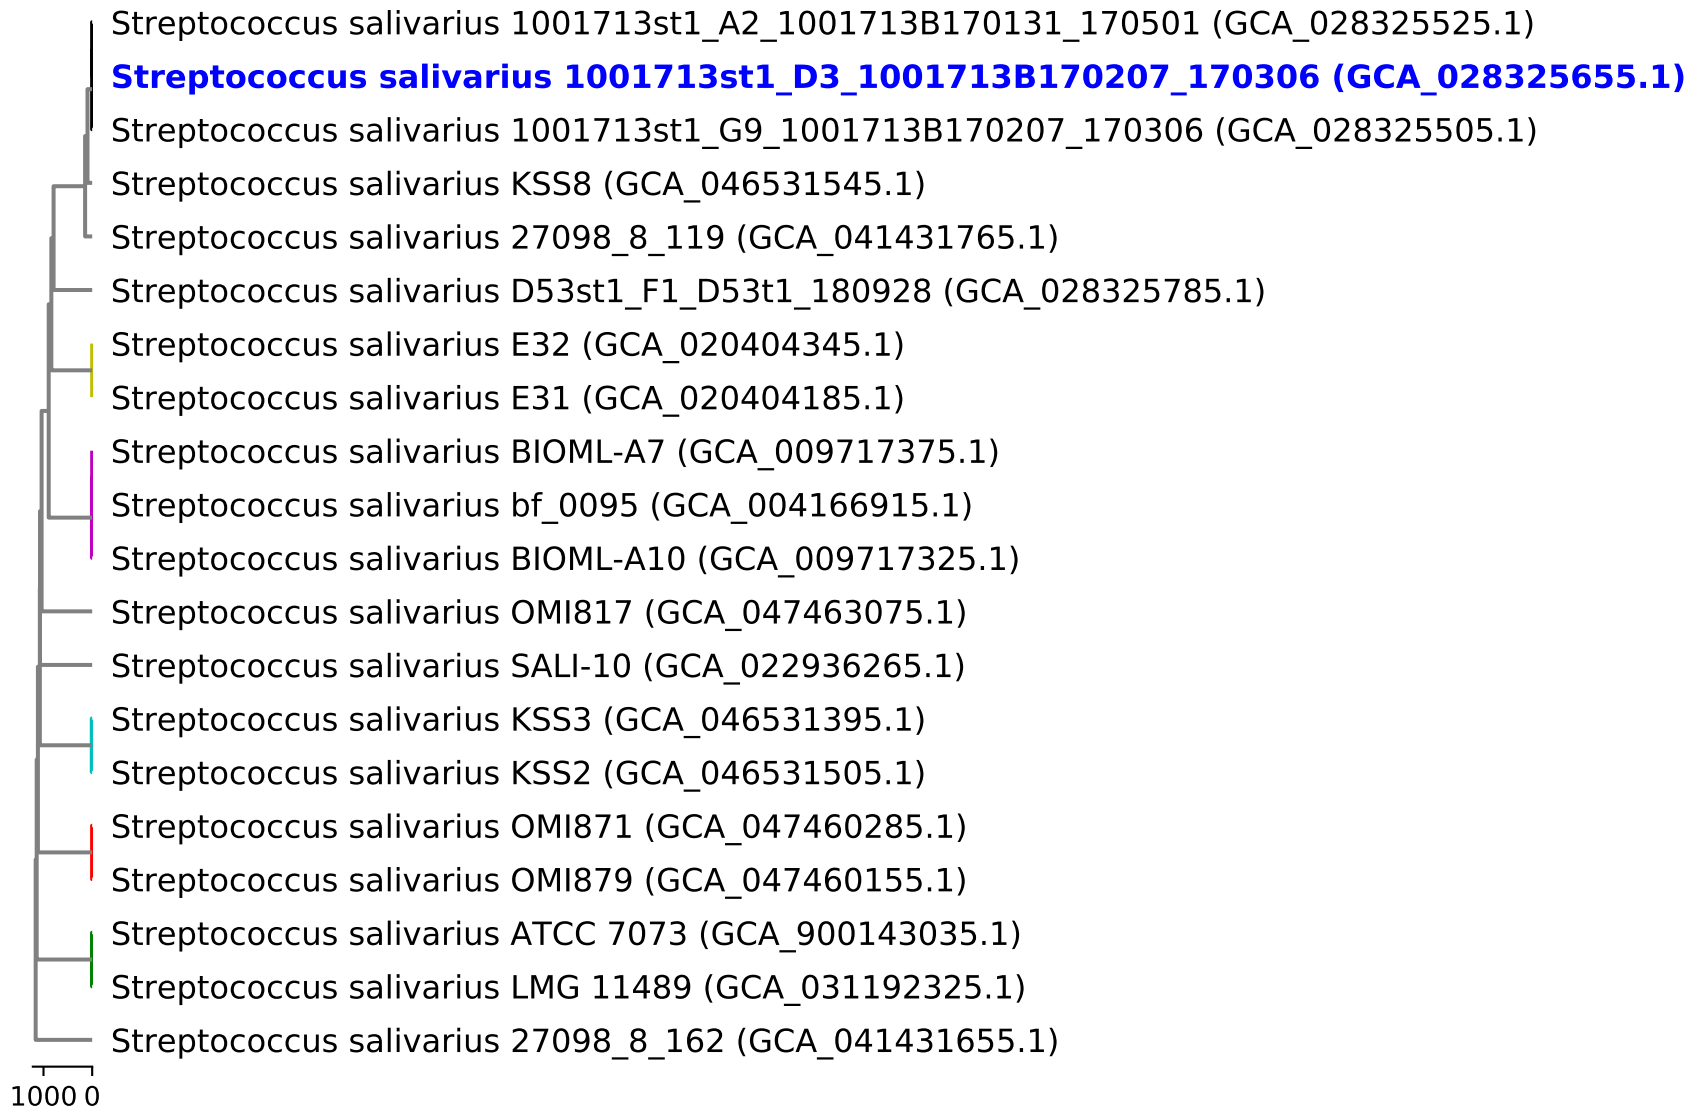 Streptococcus salivarius 1001713st1_A2_1001713B170131_170501 (GCA_028325525.1)
Streptococcus salivarius 1001713st1_D3_1001713B170207_170306 (GCA_028325655.1)
Streptococcus salivarius 1001713st1_G9_1001713B170207_170306 (GCA_028325505.1)
Streptococcus salivarius KSS8 (GCA_046531545.1)
Streptococcus salivarius 27098_8_119 (GCA_041431765.1)
Streptococcus salivarius D53st1_F1_D53t1_180928 (GCA_028325785.1)
Streptococcus salivarius E32 (GCA_020404345.1)
Streptococcus salivarius E31 (GCA_020404185.1)
Streptococcus salivarius BIOML-A7 (GCA_009717375.1)
Streptococcus salivarius bf_0095 (GCA_004166915.1)
Streptococcus salivarius BIOML-A10 (GCA_009717325.1)
Streptococcus salivarius OMI817 (GCA_047463075.1)
Streptococcus salivarius SALI-10 (GCA_022936265.1)
Streptococcus salivarius KSS3 (GCA_046531395.1)
Streptococcus salivarius KSS2 (GCA_046531505.1)
Streptococcus salivarius OMI871 (GCA_047460285.1)
Streptococcus salivarius OMI879 (GCA_047460155.1)
Streptococcus salivarius ATCC 7073 (GCA_900143035.1)
Streptococcus salivarius LMG 11489 (GCA_031192325.1)
Streptococcus salivarius 27098_8_162 (GCA_041431655.1)
1000 0